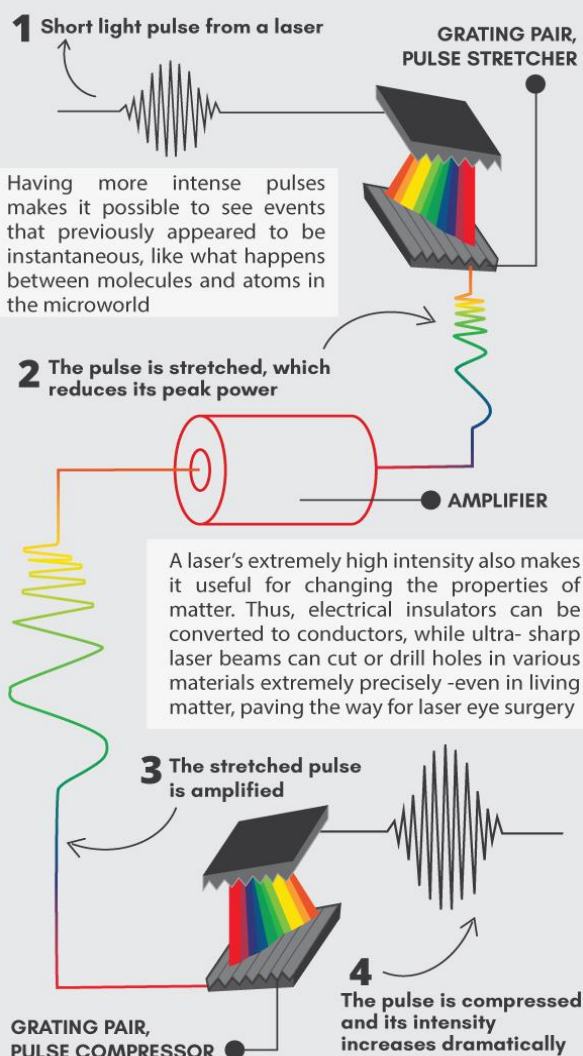 1 Short light pulse from a laser
GRATING PAIR,
PULSE STRETCHER
Having more intense pulses
makes it possible to see events
that previously appeared to be
instantaneous, like what happens
between molecules and atoms in
the microworld
2 The pulse is stretched, which
reduces its peak power
AMPLIFIER
A laser's extremely high intensity also makes
it useful for changing the properties of
matter. Thus, electrical insulators can be
converted to conductors, while ultra- sharp
laser beams can cut or drill holes in various
materials extremely precisely -even in living
matter, paving the way for laser eye surgery
3 The stretched pulse
is amplified
4
The pulse is compressed
and its intensity
increases dramatically
GRATING PAIR,
PULSE COMPRESSOR